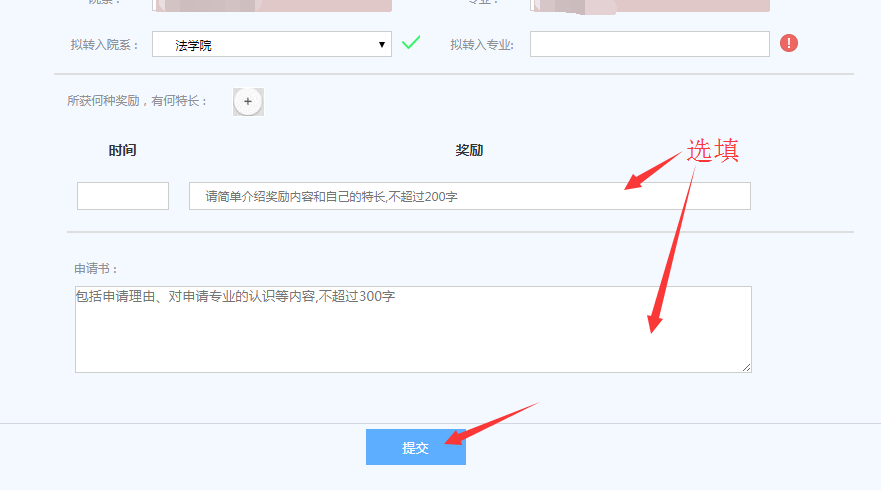 院系： 专业：
拟转入院系： 法学院 拟转入专业:
所获何种奖励，有何特长： +
时间 奖励
选填
请简单介绍奖励内容和自己的特长,不超过200字
申请书：
包括申请理由、对申请专业的认识等内容,不超过300字
提交